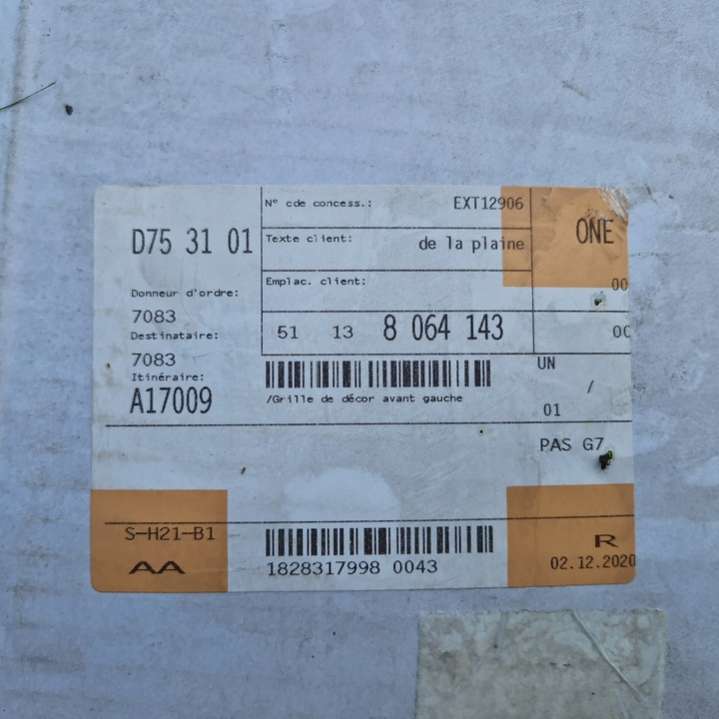 N° cde concess.: EXT12906
D75 31 01
ONE
Texte client: de la plaine
Emplac. client:
00
Donneur d'ordre:
7083
Destinataire:
51 13 8 064 143
00
7083
Itinéraire:
A17009
UN
/
/Grille de décor avant gauche
01
PAS G7
S-H21-B1
AA
1828317998 0043
R
02.12.2020